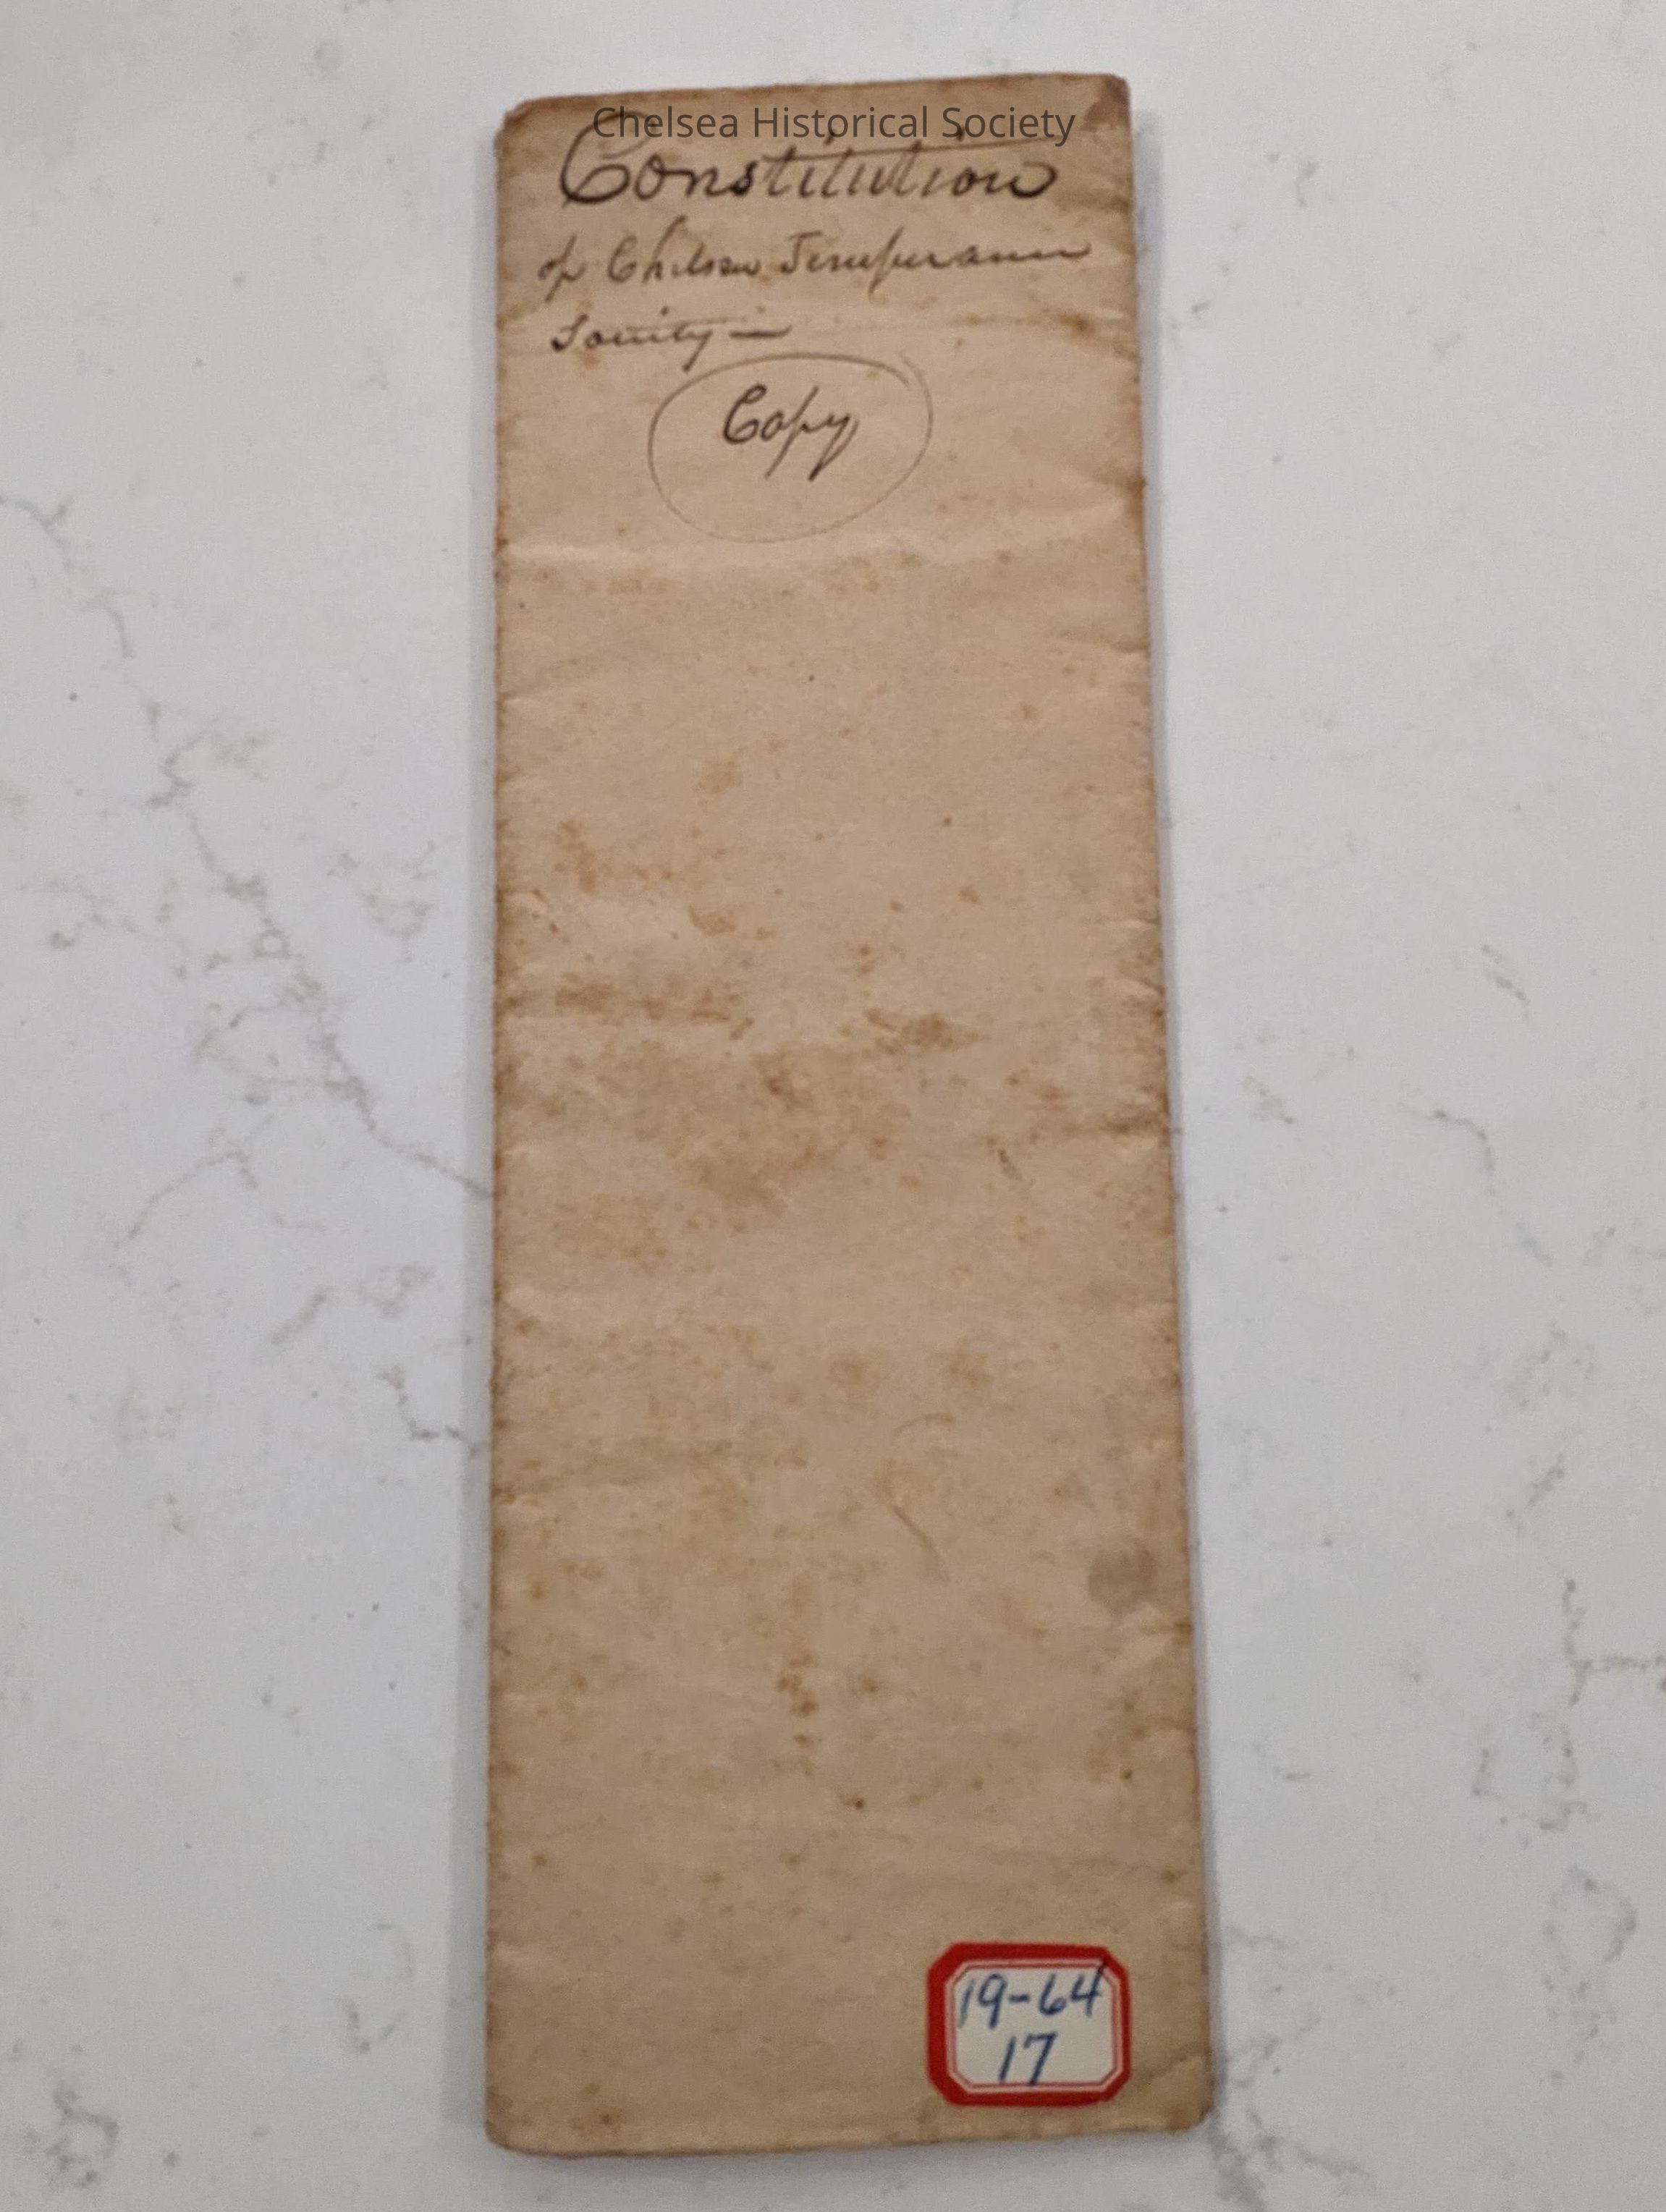 Chelsea Historical Society
Constitution
of Chelsea Temperance
Society —
Copy
19-64
17